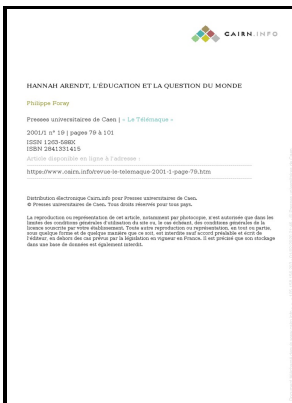 CAIRN.INFO
HANNAH ARENDT, L'ÉDUCATION ET LA QUESTION DU MONDE
Philippe Foray
Presses universitaires de Caen | « Le Télémaque »
2001/1 n° 19 | pages 79 à 101
ISSN 1263-588X
ISBN 2841331415
Article disponible en ligne à l'adresse :
https://www.cairn.info/revue-le-telemaque-2001-1-page-79.htm
Distribution électronique Cairn.info pour Presses universitaires de Caen.
© Presses universitaires de Caen. Tous droits réservés pour tous pays.
La reproduction ou représentation de cet article, notamment par photocopie, n'est autorisée que dans les
limites des conditions générales d'utilisation du site ou, le cas échéant, des conditions générales de la
licence souscrite par votre établissement. Toute autre reproduction ou représentation, en tout ou partie,
sous quelque forme et de quelque manière que ce soit, est interdite sauf accord préalable et écrit de
l'éditeur, en dehors des cas prévus par la législation en vigueur en France. Il est précisé que son stockage
dans une base de données est également interdit.